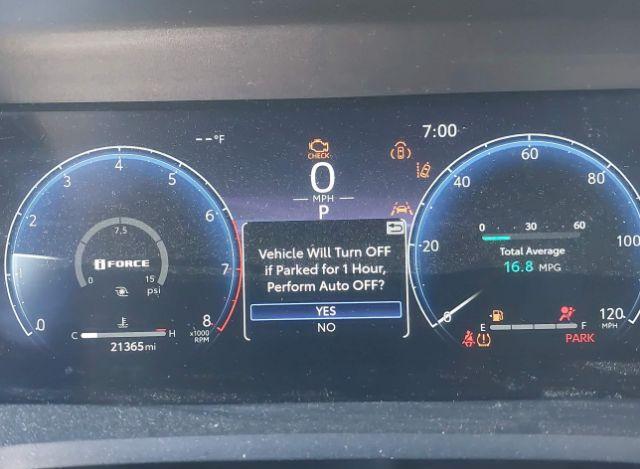 --°F
CHECK
7:00
0
MPH
P
0 1 2 3 4 5 6 7 8
x1000
RPM
0 7.5 15
iFORCE
psi
C H
21365 mi
Vehicle Will Turn OFF
if Parked for 1 Hour,
Perform Auto OFF?
YES
NO
0 20 40 60 80 100 120
MPH
0 30 60
Total Average
16.8 MPG
E F
PARK